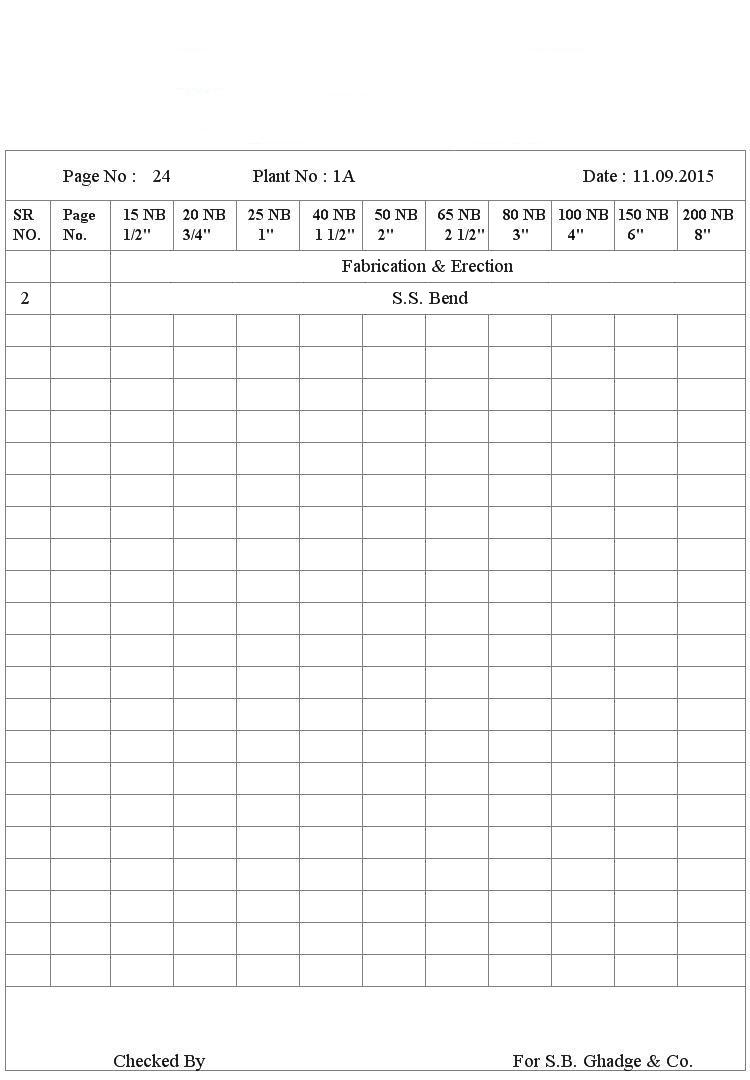 Page No : 24 Plant No : 1A Date : 11.09.2015
SR Page 15 NB 20 NB 25 NB 40 NB 50 NB 65 NB 80 NB 100 NB 150 NB 200 NB
NO. No. 1/2" 3/4" 1" 1 1/2" 2" 2 1/2" 3" 4" 6" 8"
Fabrication & Erection
2 S.S. Bend
Checked By For S.B. Ghadge & Co.